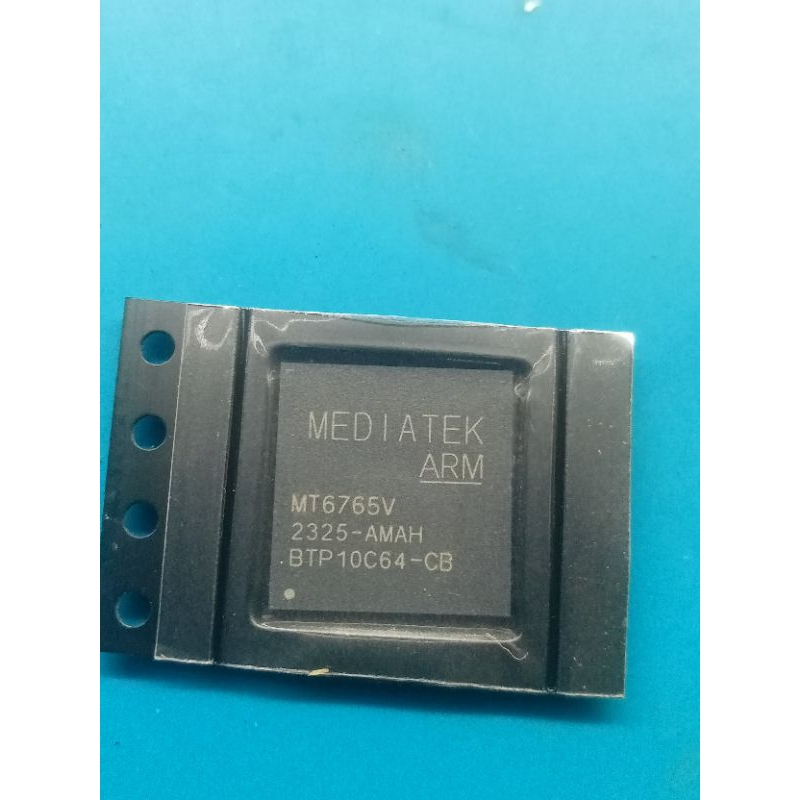 MEDIATEK
ARM
MT6765V
2325-AMAH
BTP10C64-CB